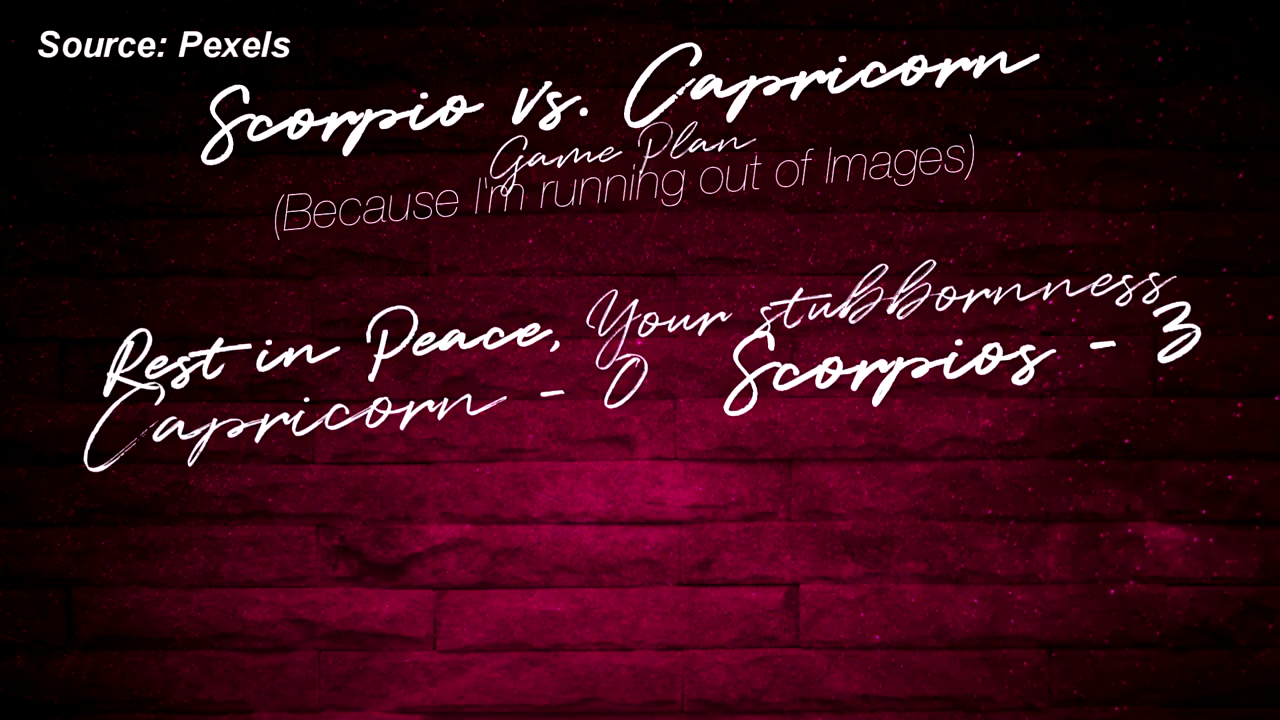 Source: Pexels
Scorpio vs. Capricorn
Game Plan
(Because I'm running out of Images)
Rest in Peace, Your stubbornness
Capricorn - 0 Scorpios - 3